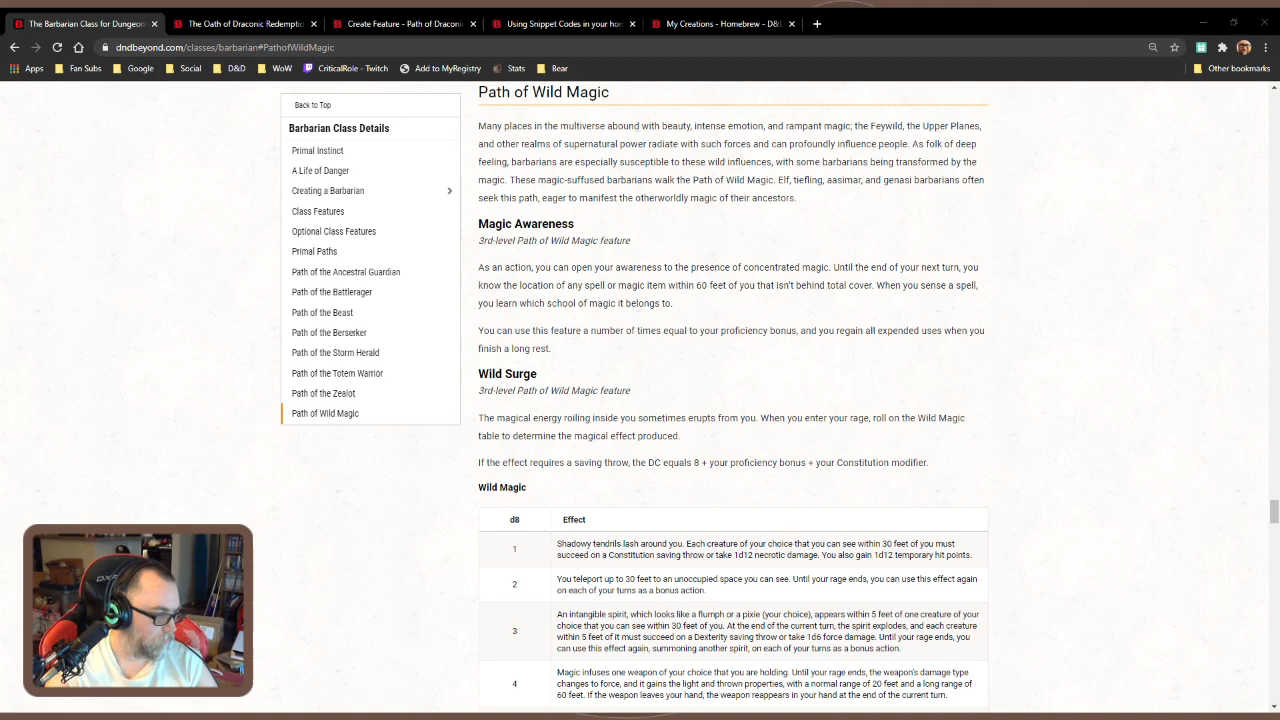 The Barbarian Class for Dungeon
The Oath of Draconic Redemptio
Create Feature - Path of Draconic
Using Snippet Codes in your hom
My Creations - Homebrew - D&D
dndbeyond.com/classes/barbarian#PathofWildMagic
Apps
Fan Subs
Google
Social
D&D
WoW
CriticalRole - Twitch
Add to MyRegistry
Stats
Bear
Other bookmarks
Back to Top
Barbarian Class Details
Primal Instinct
A Life of Danger
Creating a Barbarian
Class Features
Optional Class Features
Primal Paths
Path of the Ancestral Guardian
Path of the Battlerager
Path of the Beast
Path of the Berserker
Path of the Storm Herald
Path of the Totem Warrior
Path of the Zealot
Path of Wild Magic
Path of Wild Magic
Many places in the multiverse abound with beauty, intense emotion, and rampant magic; the Feywild, the Upper Planes,
and other realms of supernatural power radiate with such forces and can profoundly influence people. As folk of deep
feeling, barbarians are especially susceptible to these wild influences, with some barbarians being transformed by the
magic. These magic-suffused barbarians walk the Path of Wild Magic. Elf, tiefling, aasimar, and genasi barbarians often
seek this path, eager to manifest the otherworldly magic of their ancestors.
Magic Awareness
3rd-level Path of Wild Magic feature
As an action, you can open your awareness to the presence of concentrated magic. Until the end of your next turn, you
know the location of any spell or magic item within 60 feet of you that isn't behind total cover. When you sense a spell,
you learn which school of magic it belongs to.
You can use this feature a number of times equal to your proficiency bonus, and you regain all expended uses when you
finish a long rest.
Wild Surge
3rd-level Path of Wild Magic feature
The magical energy roiling inside you sometimes erupts from you. When you enter your rage, roll on the Wild Magic
table to determine the magical effect produced.
If the effect requires a saving throw, the DC equals 8 + your proficiency bonus + your Constitution modifier.
Wild Magic
d8 Effect
1 Shadowy tendrils lash around you. Each creature of your choice that you can see within 30 feet of you must
succeed on a Constitution saving throw or take 1d12 necrotic damage. You also gain 1d12 temporary hit points.
2 You teleport up to 30 feet to an unoccupied space you can see. Until your rage ends, you can use this effect again
on each of your turns as a bonus action.
3 An intangible spirit, which looks like a flumph or a pixie (your choice), appears within 5 feet of one creature of your
choice that you can see within 30 feet of you. At the end of the current turn, the spirit explodes, and each creature
within 5 feet of it must succeed on a Dexterity saving throw or take 1d6 force damage. Until your rage ends, you
can use this effect again, summoning another spirit, on each of your turns as a bonus action.
4 Magic infuses one weapon of your choice that you are holding. Until your rage ends, the weapon's damage type
changes to force, and it gains the light and thrown properties, with a normal range of 20 feet and a long range of
60 feet. If the weapon leaves your hand, the weapon reappears in your hand at the end of the current turn.